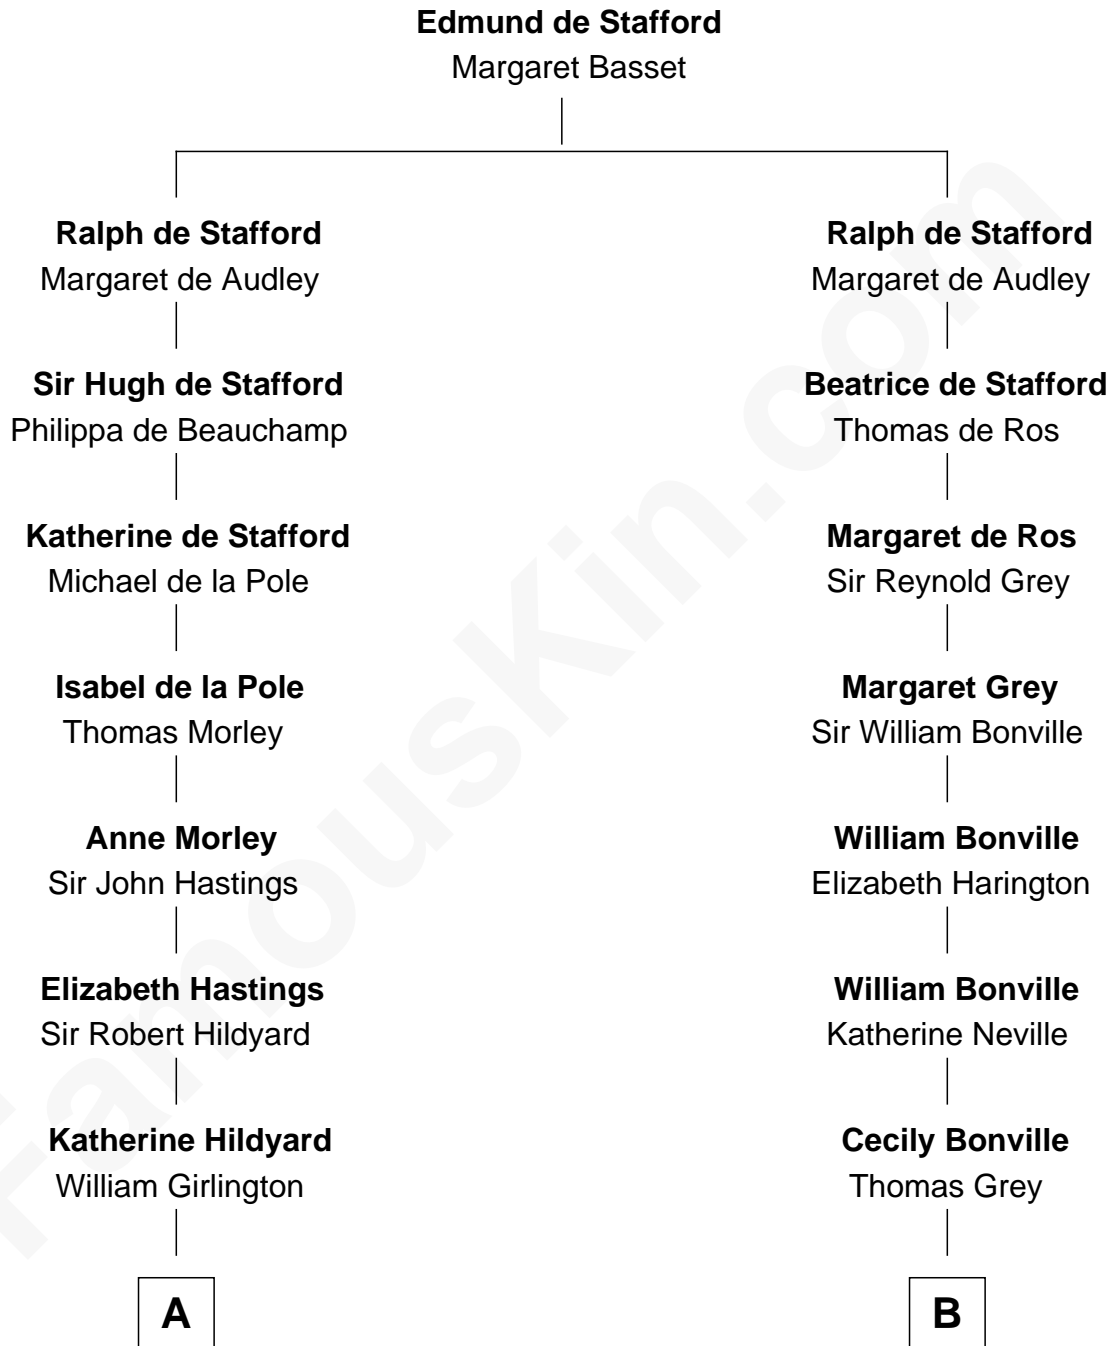 Edmund de Stafford
Margaret Basset
Ralph de Stafford
Margaret de Audley
Sir Hugh de Stafford
Philippa de Beauchamp
Katherine de Stafford
Michael de la Pole
Isabel de la Pole
Thomas Morley
Anne Morley
Sir John Hastings
Elizabeth Hastings
Sir Robert Hildyard
Katherine Hildyard
William Girlington
A
Ralph de Stafford
Margaret de Audley
Beatrice de Stafford
Thomas de Ros
Margaret de Ros
Sir Reynold Grey
Margaret Grey
Sir William Bonville
William Bonville
Elizabeth Harington
William Bonville
Katherine Neville
Cecily Bonville
Thomas Grey
B
FamousKin.com